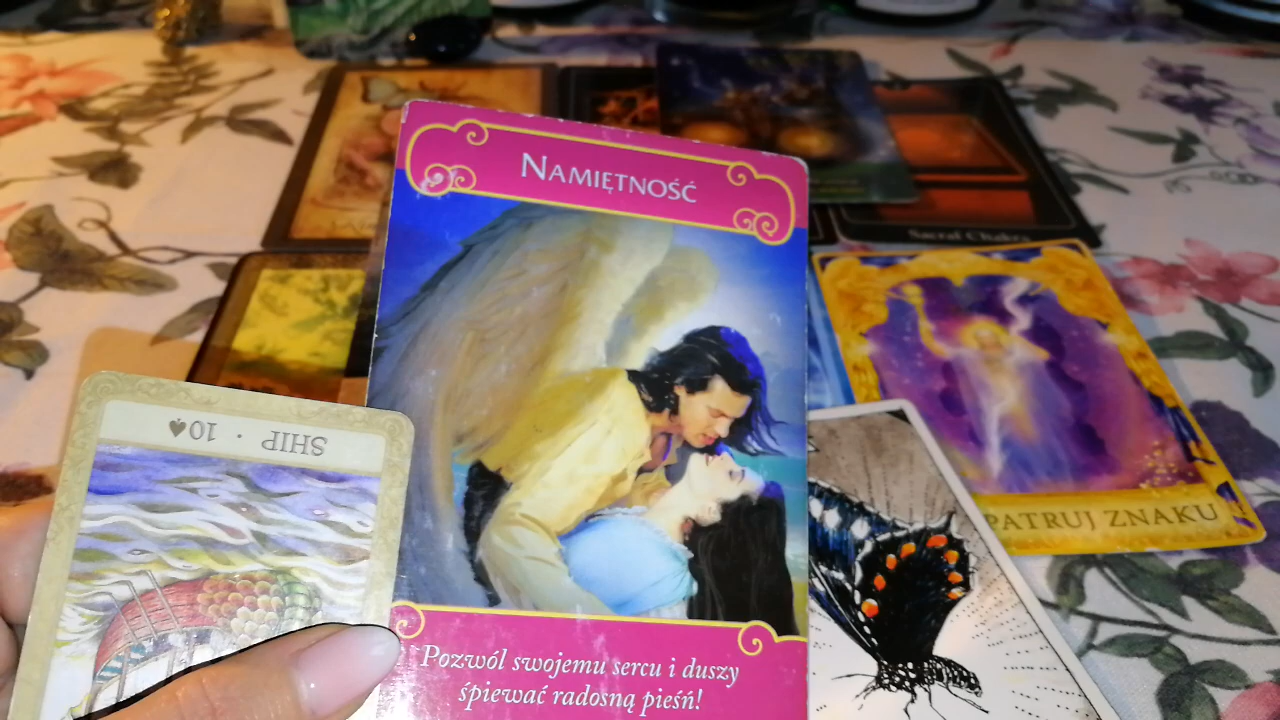 NAMIĘTNOŚĆ
Sacral Chakra
SHIP · 10♠
PATRUJ ZNAKU
Pozwól swojemu sercu i duszy
śpiewać radosną pieśń!